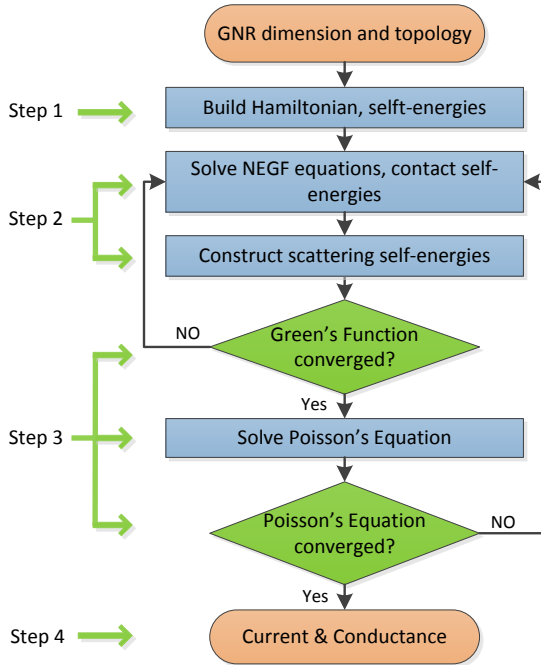 GNR dimension and topology
Step 1
Build Hamiltonian, selft-energies
Solve NEGF equations, contact self-
energies
Step 2
Construct scattering self-energies
NO
Green's Function
converged?
Yes
Step 3
Solve Poisson's Equation
Poisson's Equation
converged?
NO
Yes
Step 4
Current & Conductance